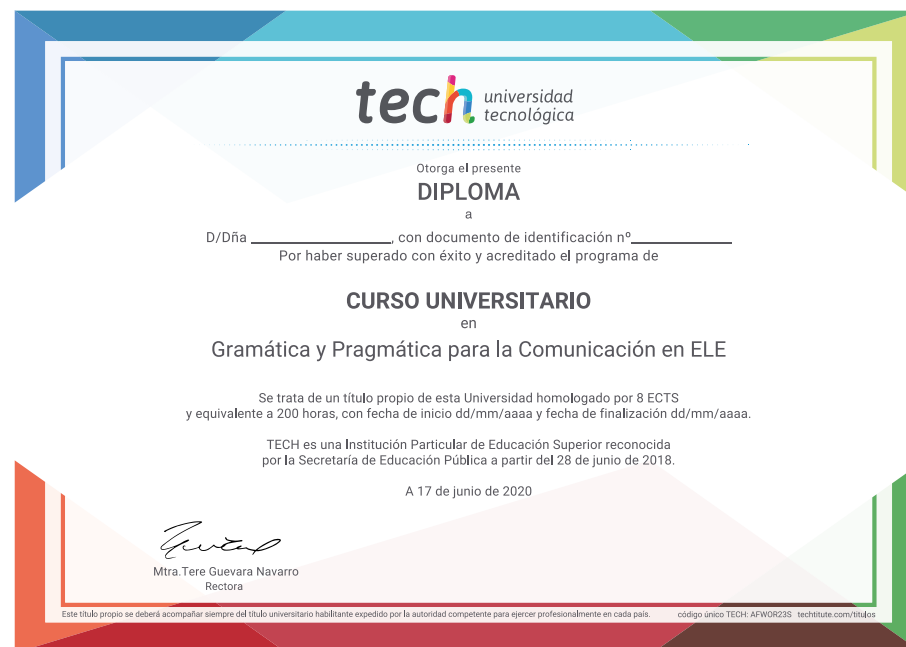 tech universidad
tecnológica
Otorga el presente
DIPLOMA
a
D/Dña ____________________, con documento de identificación nº______________
Por haber superado con éxito y acreditado el programa de
CURSO UNIVERSITARIO
en
Gramática y Pragmática para la Comunicación en ELE
Se trata de un título propio de esta Universidad homologado por 8 ECTS
y equivalente a 200 horas, con fecha de inicio dd/mm/aaaa y fecha de finalización dd/mm/aaaa.
TECH es una Institución Particular de Educación Superior reconocida
por la Secretaría de Educación Pública a partir del 28 de junio de 2018.
A 17 de junio de 2020
Mtra.Tere Guevara Navarro
Rectora
Este título propio se deberá acompañar siempre del título universitario habilitante expedido por la autoridad competente para ejercer profesionalmente en cada país. código único TECH: AFWOR23S techtitute.com/titulos